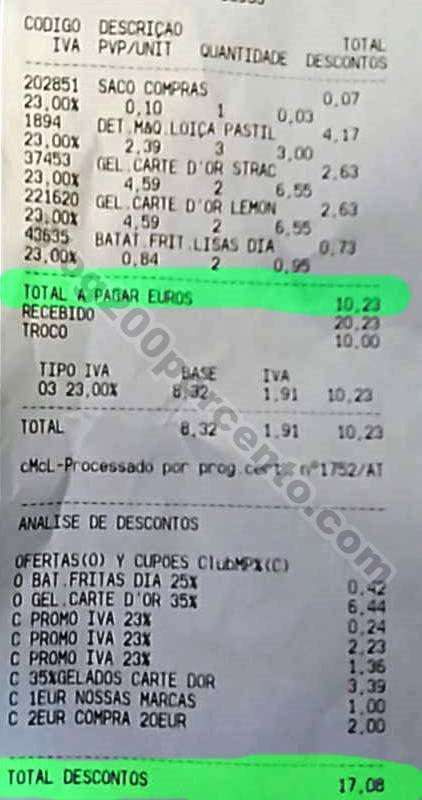 CODIGO DESCRIÇAO TOTAL
IVA PVP/UNIT QUANTIDADE DESCONTOS
202851 SACO COMPRAS 0,07
23,00% 0,10 1 0,03
1894 DET.MAQ.LOIÇA PASTIL 4,17
23,00% 2,39 3 3,00
37453 GEL.CARTE D'OR STRAC 2,63
23,00% 4,59 2 6,55
221620 GEL.CARTE D'OR LEMON 2,63
23,00% 4,59 2 6,55
43635 BATAT.FRIT.LISAS DIA 0,73
23,00% 0,84 2 0,95
TOTAL A PAGAR EUROS 10,23
RECEBIDO 20,23
TROCO 10,00
TIPO IVA BASE IVA
03 23,00% 8,32 1,91 10,23
TOTAL 8,32 1,91 10,23
cMcL-Processado por prog.cert. nº1752/AT
ANALISE DE DESCONTOS
OFERTAS(O) Y CUPOES ClubMP%(C)
O BAT.FRITAS DIA 25% 0,42
O GEL.CARTE D'OR 35% 6,44
C PROMO IVA 23% 0,24
C PROMO IVA 23% 2,23
C PROMO IVA 23% 1,36
C 35%GELADOS CARTE DOR 3,39
C 1EUR NOSSAS MARCAS 1,00
C 2EUR COMPRA 20EUR 2,00
TOTAL DESCONTOS 17,08